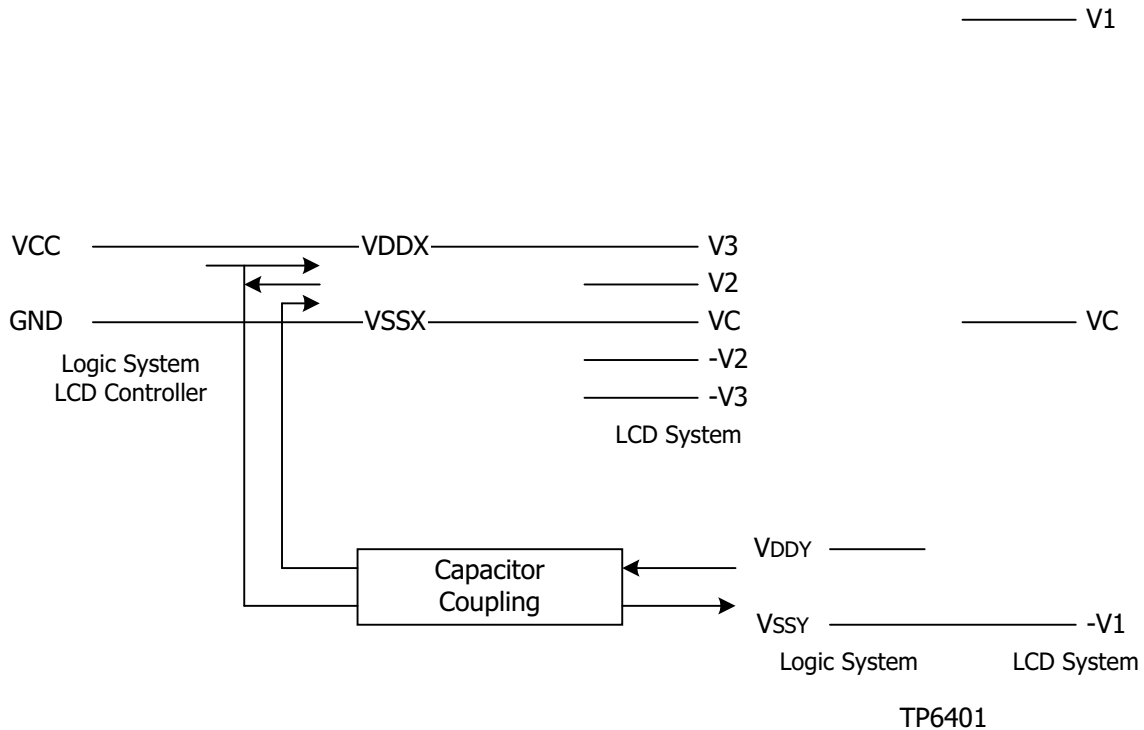 V1
VCC
VDDX
V3
V2
GND
VSSX
VC
VC
Logic System
LCD Controller
-V2
-V3
LCD System
Capacitor
Coupling
VDDY
VSSY
-V1
Logic System
LCD System
TP6401